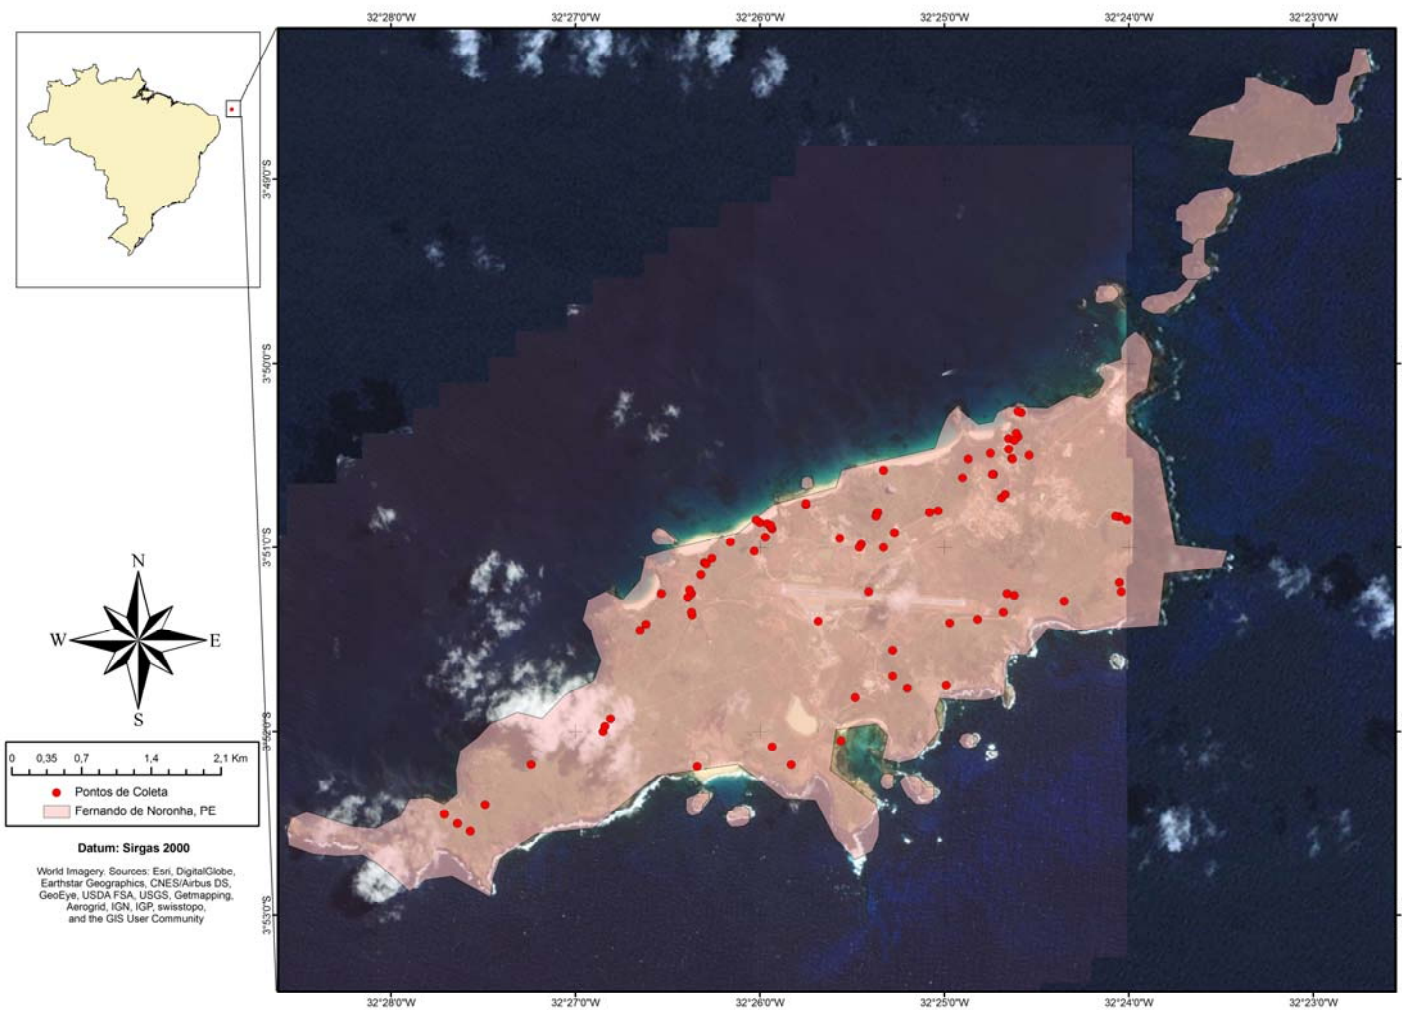 32°28'0"W 32°27'0"W 32°26'0"W 32°25'0"W 32°24'0"W 32°23'0"W
3°49'0"S
3°50'0"S
3°51'0"S
3°52'0"S
3°53'0"S
N
W E
S
0 0,35 0,7 1,4 2,1 Km
Pontos de Coleta
Fernando de Noronha, PE
Datum: Sirgas 2000
World Imagery. Sources: Esri, DigitalGlobe,
Earthstar Geographics, CNES/Airbus DS,
GeoEye, USDA FSA, USGS, Getmapping,
Aerogrid, IGN, IGP, swisstopo,
and the GIS User Community
32°28'0"W 32°27'0"W 32°26'0"W 32°25'0"W 32°24'0"W 32°23'0"W